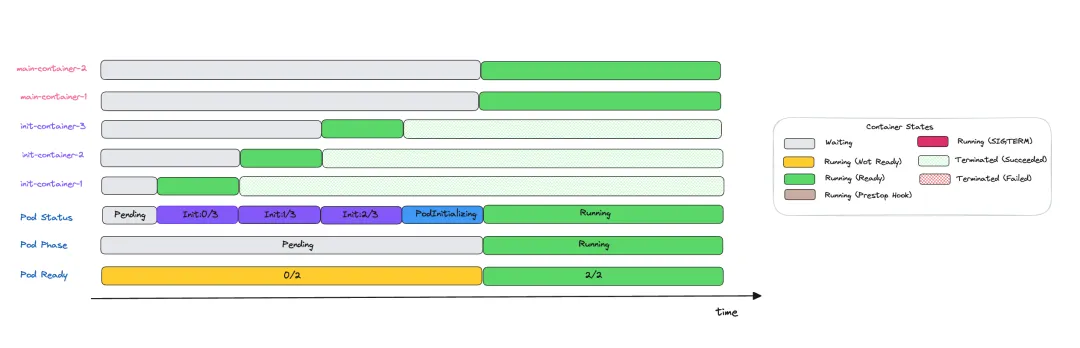 main-container-2
main-container-1
init-container-3
init-container-2
init-container-1
Pod Status
Pending
Init:0/3
Init:1/3
Init:2/3
PodInitializing
Running
Pod Phase
Pending
Running
Pod Ready
0/2
2/2
time
Container States
Waiting
Running (SIGTERM)
Running (Not Ready)
Terminated (Succeeded)
Running (Ready)
Terminated (Failed)
Running (Prestop Hook)